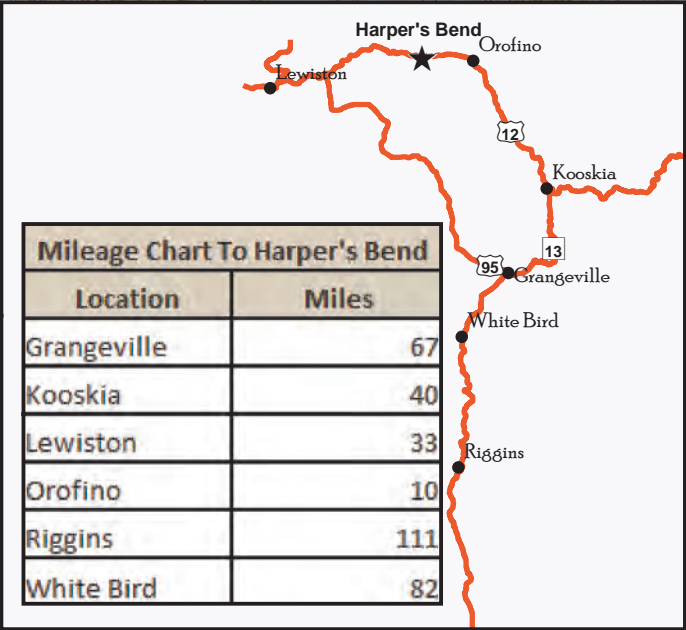 Harper's Bend
Orofino
Lewiston
12
Kooskia
13
95
Grangeville
White Bird
Riggins
Mileage Chart To Harper's Bend
Location Miles
Grangeville 67
Kooskia 40
Lewiston 33
Orofino 10
Riggins 111
White Bird 82